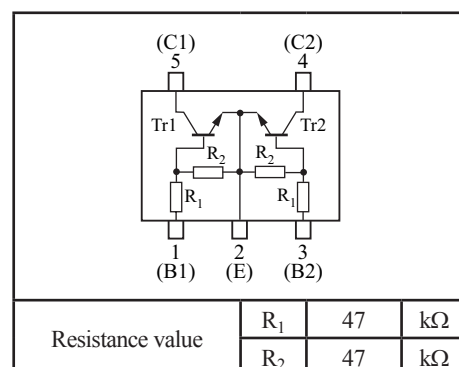 (C1) (C2)
5 4
Tr1 Tr2
R2 R2
R1 R1
1 2 3
(B1) (E) (B2)
Resistance value R1 47 kΩ
R2 47 kΩ